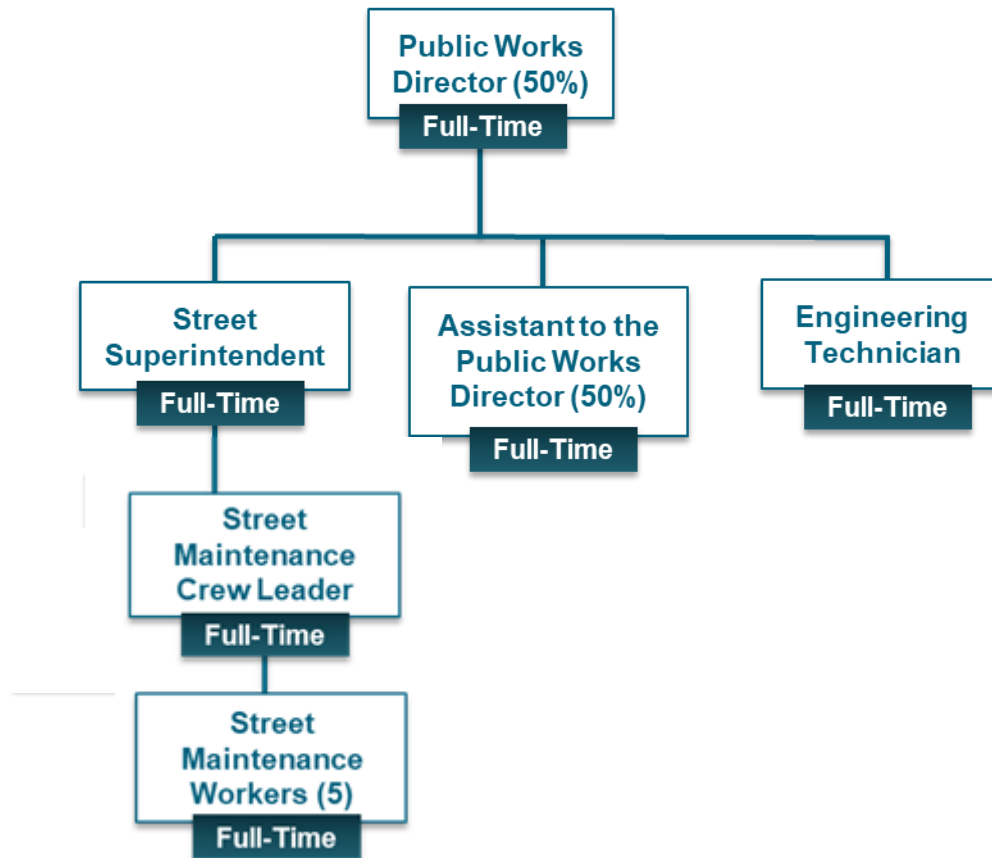 Public Works
Director (50%)
Full-Time
Street
Superintendent
Full-Time
Assistant to the
Public Works
Director (50%)
Full-Time
Engineering
Technician
Full-Time
Street
Maintenance
Crew Leader
Full-Time
Street
Maintenance
Workers (5)
Full-Time